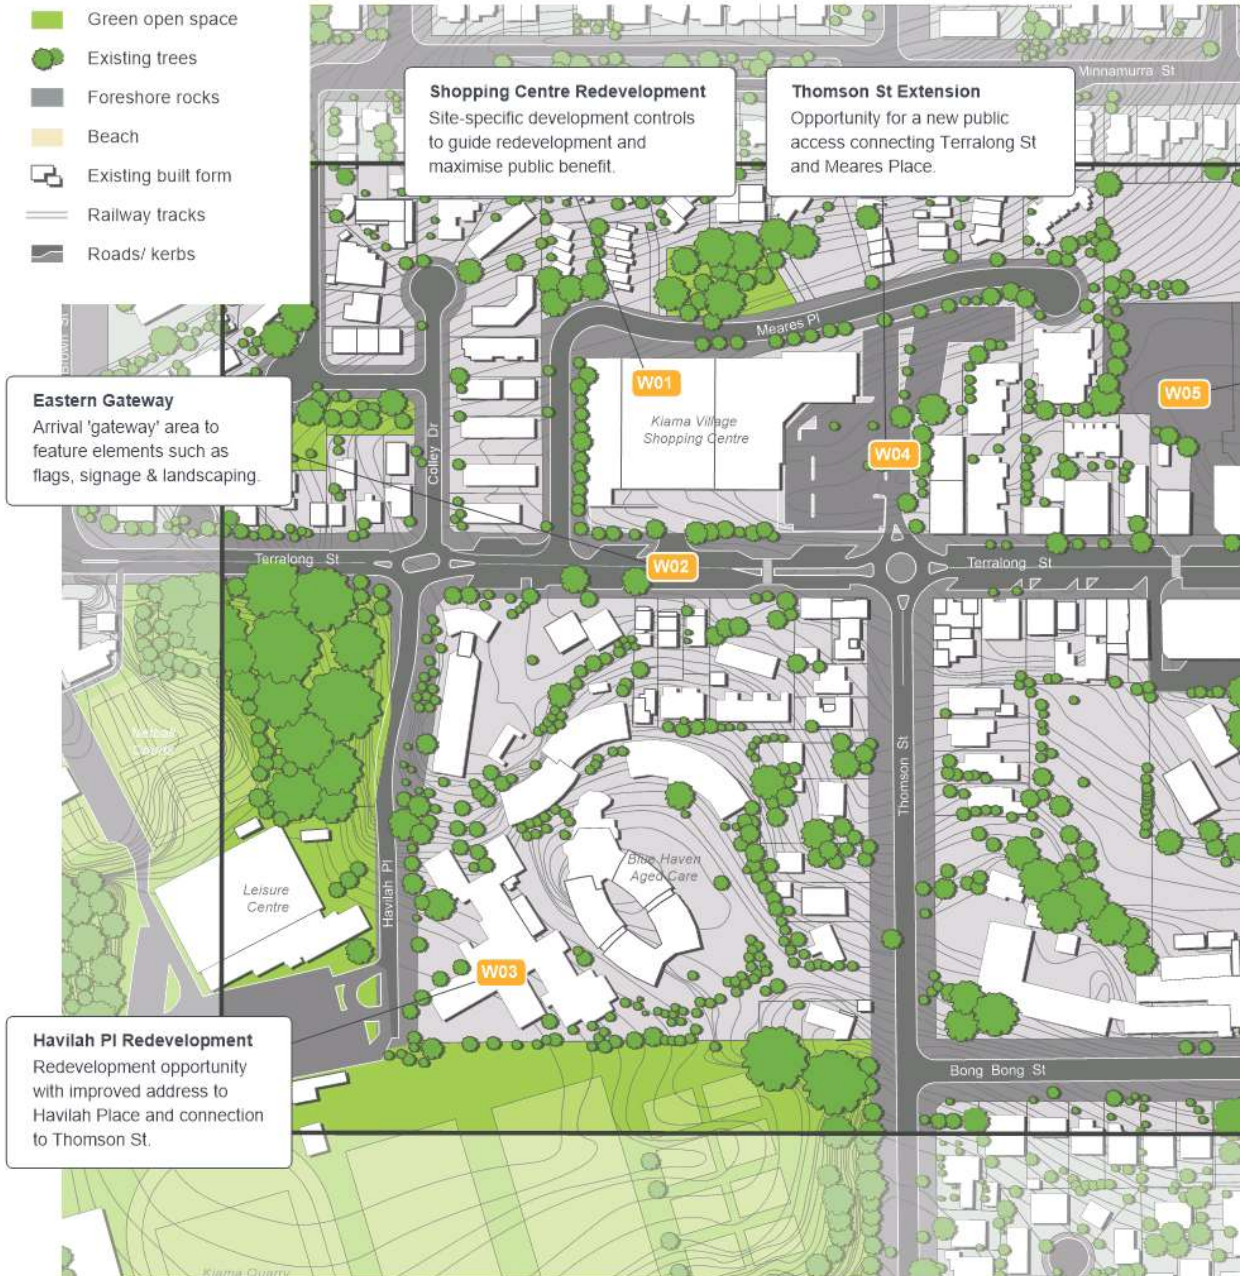 Green open space
Existing trees
Foreshore rocks
Beach
Existing built form
Railway tracks
Roads/ kerbs
Minnamurra St
Shopping Centre Redevelopment
Site-specific development controls
to guide redevelopment and
maximise public benefit.
Thomson St Extension
Opportunity for a new public
access connecting Terralong St
and Meares Place.
Brown St
Meares Pl
W01
W05
Kiama Village
Shopping Centre
Eastern Gateway
Arrival 'gateway' area to
feature elements such as
flags, signage & landscaping.
Colley Dr
W04
Terralong St
W02
Terralong St
Netball
Courts
Thomson St
Blue Haven
Aged Care
Leisure
Centre
Havilah Pl
W03
Havilah Pl Redevelopment
Redevelopment opportunity
with improved address to
Havilah Place and connection
to Thomson St.
Bong Bong St
Kiama Quarry